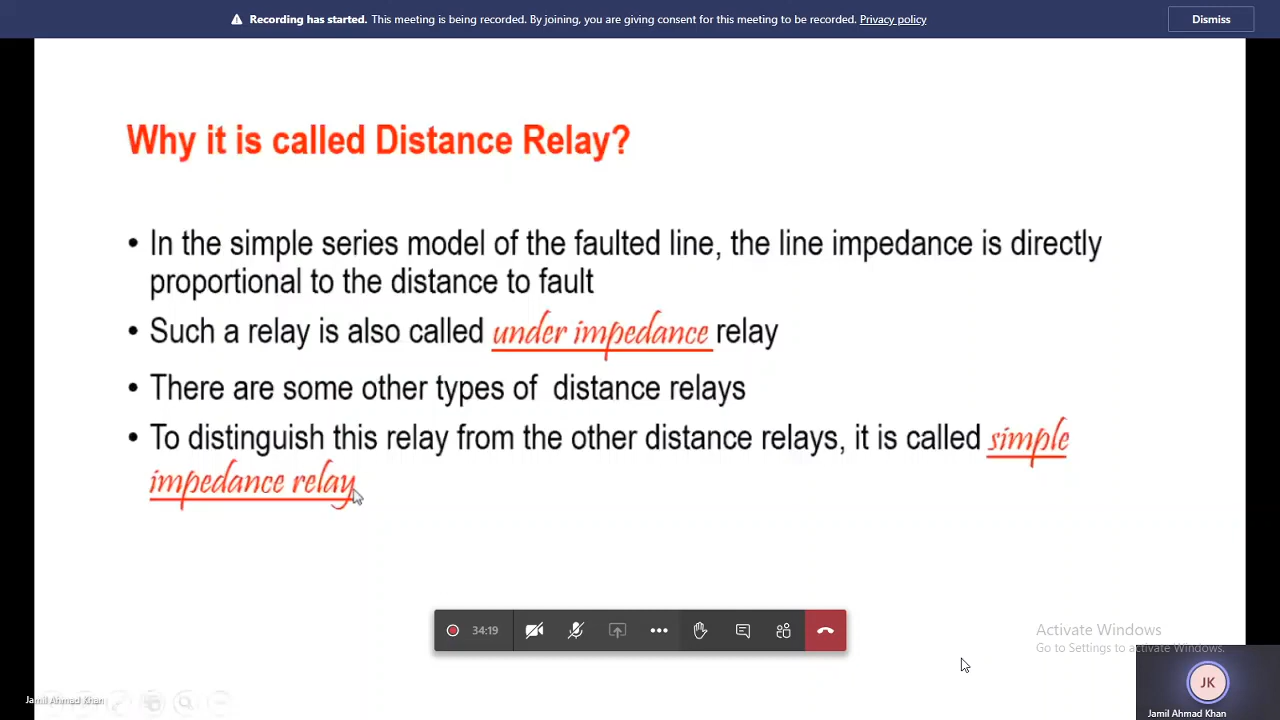 Recording has started. This meeting is being recorded. By joining, you are giving consent for this meeting to be recorded. Privacy policy
Dismiss
Why it is called Distance Relay?
• In the simple series model of the faulted line, the line impedance is directly
proportional to the distance to fault
• Such a relay is also called under impedance relay
• There are some other types of distance relays
• To distinguish this relay from the other distance relays, it is called simple
impedance relay
34:19
Activate Windows
Go to Settings to activate Windows.
JK
Jamil Ahmad Khan
Jamil Ahmad Khan